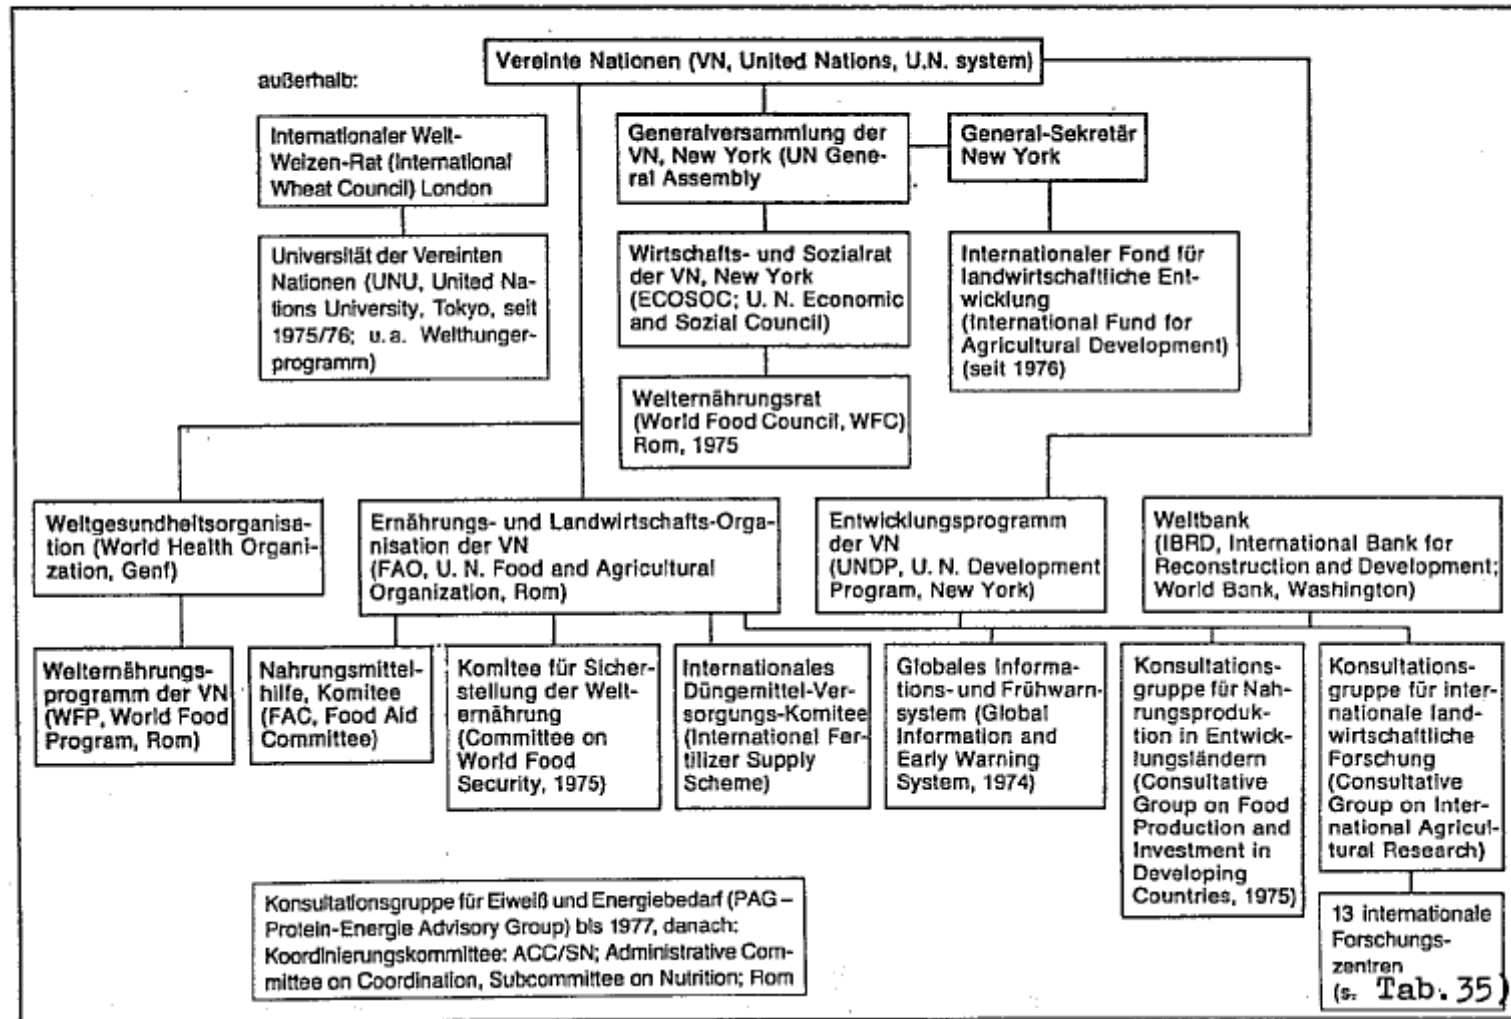 Vereinte Nationen (VN, United Nations, U.N. system)
außerhalb:
Internationaler Welt-
Weizen-Rat (International
Wheat Council) London
Generalversammlung der
VN, New York (UN Gene-
ral Assembly
General-Sekretär
New York
Universität der Vereinten
Nationen (UNU, United Na-
tions University, Tokyo, seit
1975/76; u. a. Welthunger-
programm)
Wirtschafts- und Sozialrat
der VN, New York
(ECOSOC; U. N. Economic
and Sozial Council)
Internationaler Fond für
landwirtschaftliche Ent-
wicklung
(International Fund for
Agricultural Development)
(seit 1976)
Welternährungsrat
(World Food Council, WFC)
Rom, 1975
Weltgesundheitsorganisa-
tion (World Health Organi-
zation, Genf)
Ernährungs- und Landwirtschafts-Orga-
nisation der VN
(FAO, U. N. Food and Agricultural
Organization, Rom)
Entwicklungsprogramm
der VN
(UNDP, U. N. Development
Program, New York)
Weltbank
(IBRD, International Bank for
Reconstruction and Development;
World Bank, Washington)
Welternährungs-
programm der VN
(WFP, World Food
Program, Rom)
Nahrungsmittel-
hilfe, Komitee
(FAC, Food Aid
Committee)
Komitee für Sicher-
stellung der Welt-
ernährung
(Committee on
World Food
Security, 1975)
Internationales
Düngemittel-Ver-
sorgungs-Komitee
(International Fer-
tilizer Supply
Scheme)
Globales Informa-
tions- und Frühwarn-
system (Global
Information and
Early Warning
System, 1974)
Konsultations-
gruppe für Nah-
rungsproduk-
tion in Entwick-
lungsländern
(Consultative
Group on Food
Production and
Investment in
Developing
Countries, 1975)
Konsultations-
gruppe für inter-
nationale land-
wirtschaftliche
Forschung
(Consultative
Group on Inter-
national Agricul-
tural Research)
Konsultationsgruppe für Eiweiß und Energiebedarf (PAG –
Protein-Energie Advisory Group) bis 1977, danach:
Koordinierungskommittee: ACC/SN; Administrative Com-
mittee on Coordination, Subcommittee on Nutrition; Rom
13 internationale
Forschungs-
zentren
(s. Tab. 35)